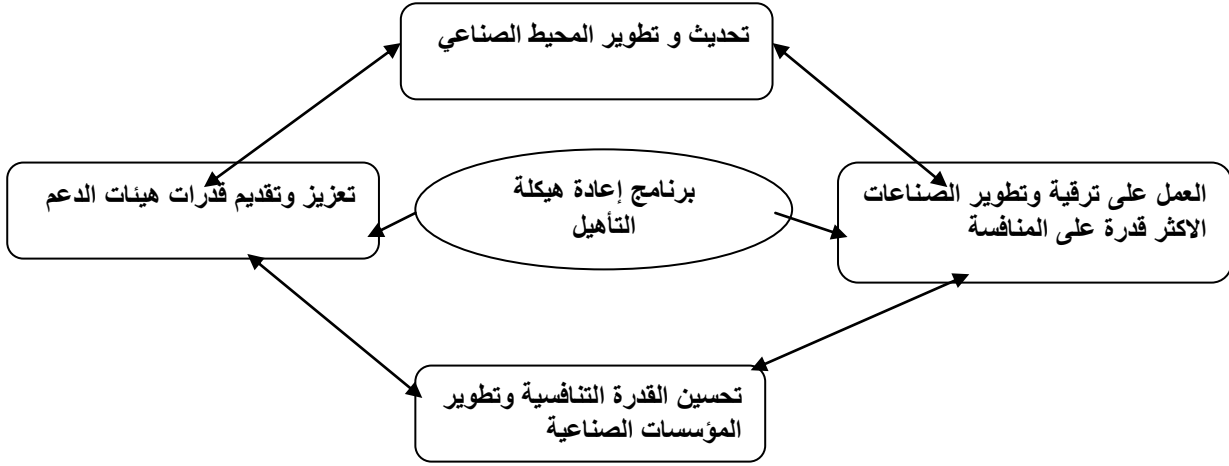 تحديث و تطوير المحيط الصناعي
العمل على ترقية وتطوير الصناعات
الاكثر قدرة على المنافسة
برنامج إعادة هيكلة
التأهيل
تعزيز وتقديم قدرات هيئات الدعم
تحسين القدرة التنافسية وتطوير
المؤسسات الصناعية